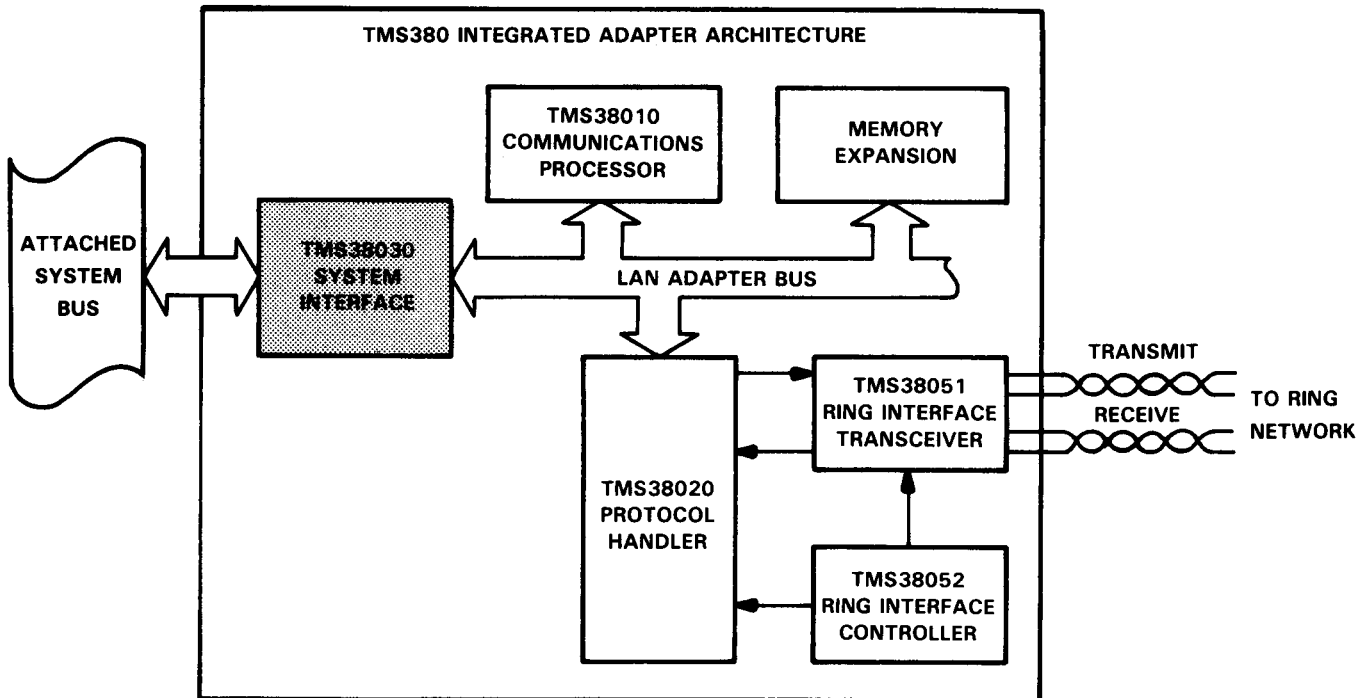 TMS380 INTEGRATED ADAPTER ARCHITECTURE
TMS38010
COMMUNICATIONS
PROCESSOR
MEMORY
EXPANSION
ATTACHED
SYSTEM
BUS
TMS38030
SYSTEM
INTERFACE
LAN ADAPTER BUS
TMS38020
PROTOCOL
HANDLER
TMS38051
RING INTERFACE
TRANSCEIVER
TRANSMIT
RECEIVE
TO RING
NETWORK
TMS38052
RING INTERFACE
CONTROLLER